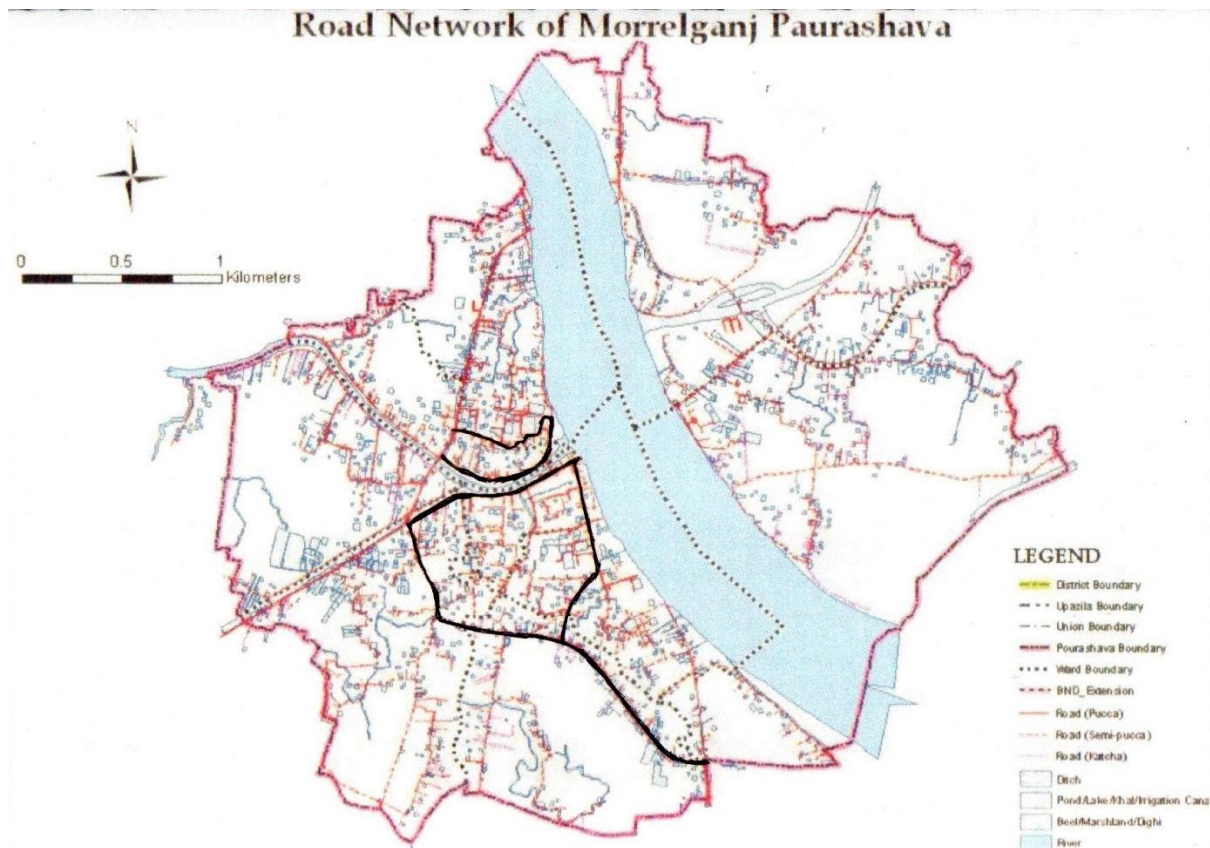 Road Network of Morrelganj Paurashava
N
0 0.5 1
Kilometers
LEGEND
District Boundary
Upazila Boundary
Union Boundary
Pourashava Boundary
Ward Boundary
BND_Extension
Road (Pucca)
Road (Semi-pucca)
Road (Katcha)
Ditch
Pond/Lake/Khal/Irrigation Cana
Beel/Marshland/Dighi
River